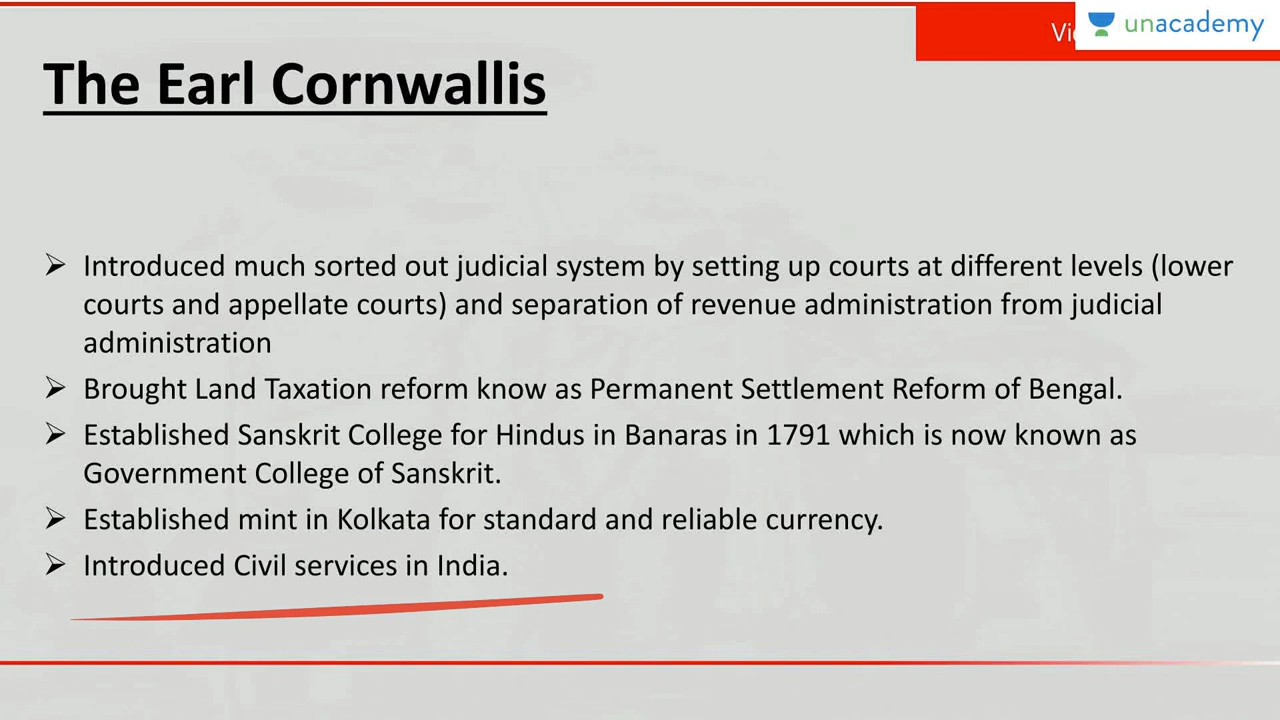 Vi
unacademy
The Earl Cornwallis
Introduced much sorted out judicial system by setting up courts at different levels (lower
courts and appellate courts) and separation of revenue administration from judicial
administration
Brought Land Taxation reform know as Permanent Settlement Reform of Bengal.
Established Sanskrit College for Hindus in Banaras in 1791 which is now known as
Government College of Sanskrit.
Established mint in Kolkata for standard and reliable currency.
Introduced Civil services in India.